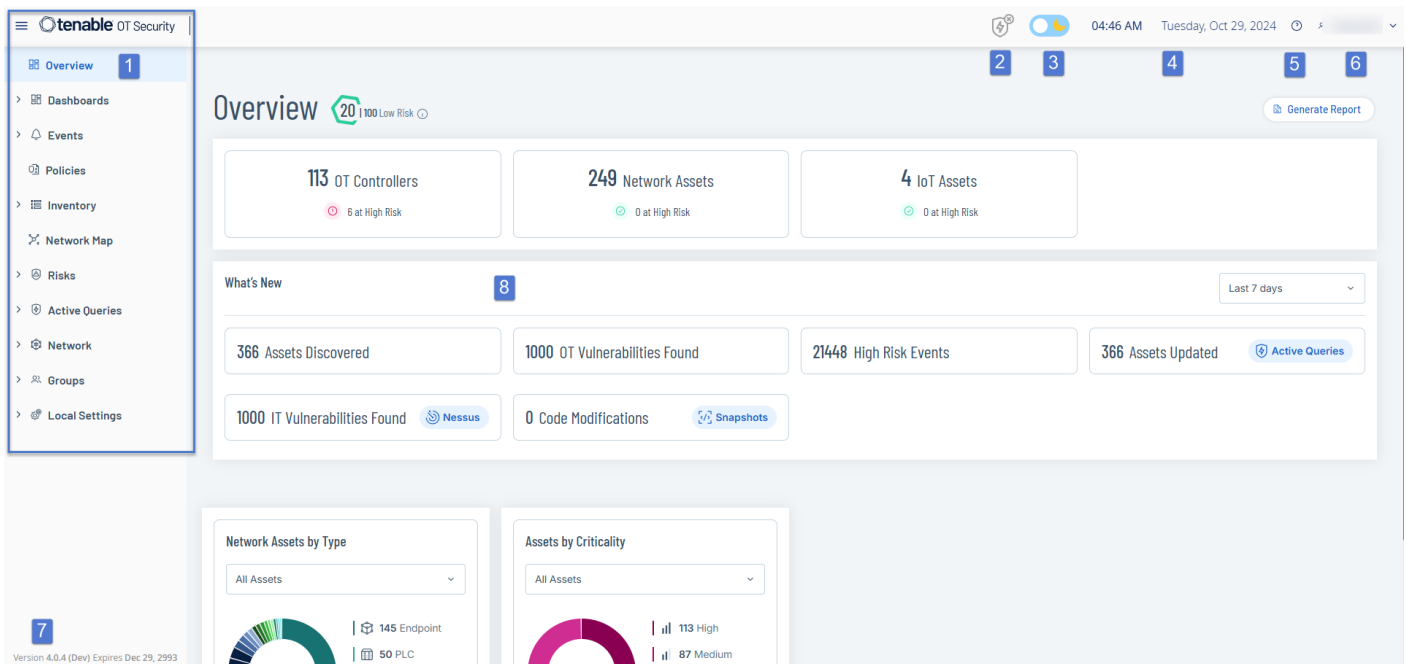 tenable OT Security
04:46 AM Tuesday, Oct 29, 2024
Overview 1
2 3 4 5 6
Dashboards
Events
Policies
Inventory
Network Map
Risks
Active Queries
Network
Groups
Local Settings
7
Version 4.0.4 (Dev) Expires Dec 29, 2993
Overview 20 | 100 Low Risk
Generate Report
113 OT Controllers
6 at High Risk
249 Network Assets
0 at High Risk
4 IoT Assets
0 at High Risk
What's New
8
Last 7 days
366 Assets Discovered
1000 OT Vulnerabilities Found
21448 High Risk Events
366 Assets Updated Active Queries
1000 IT Vulnerabilities Found Nessus
0 Code Modifications Snapshots
Network Assets by Type
All Assets
145 Endpoint
50 PLC
Assets by Criticality
All Assets
113 High
87 Medium